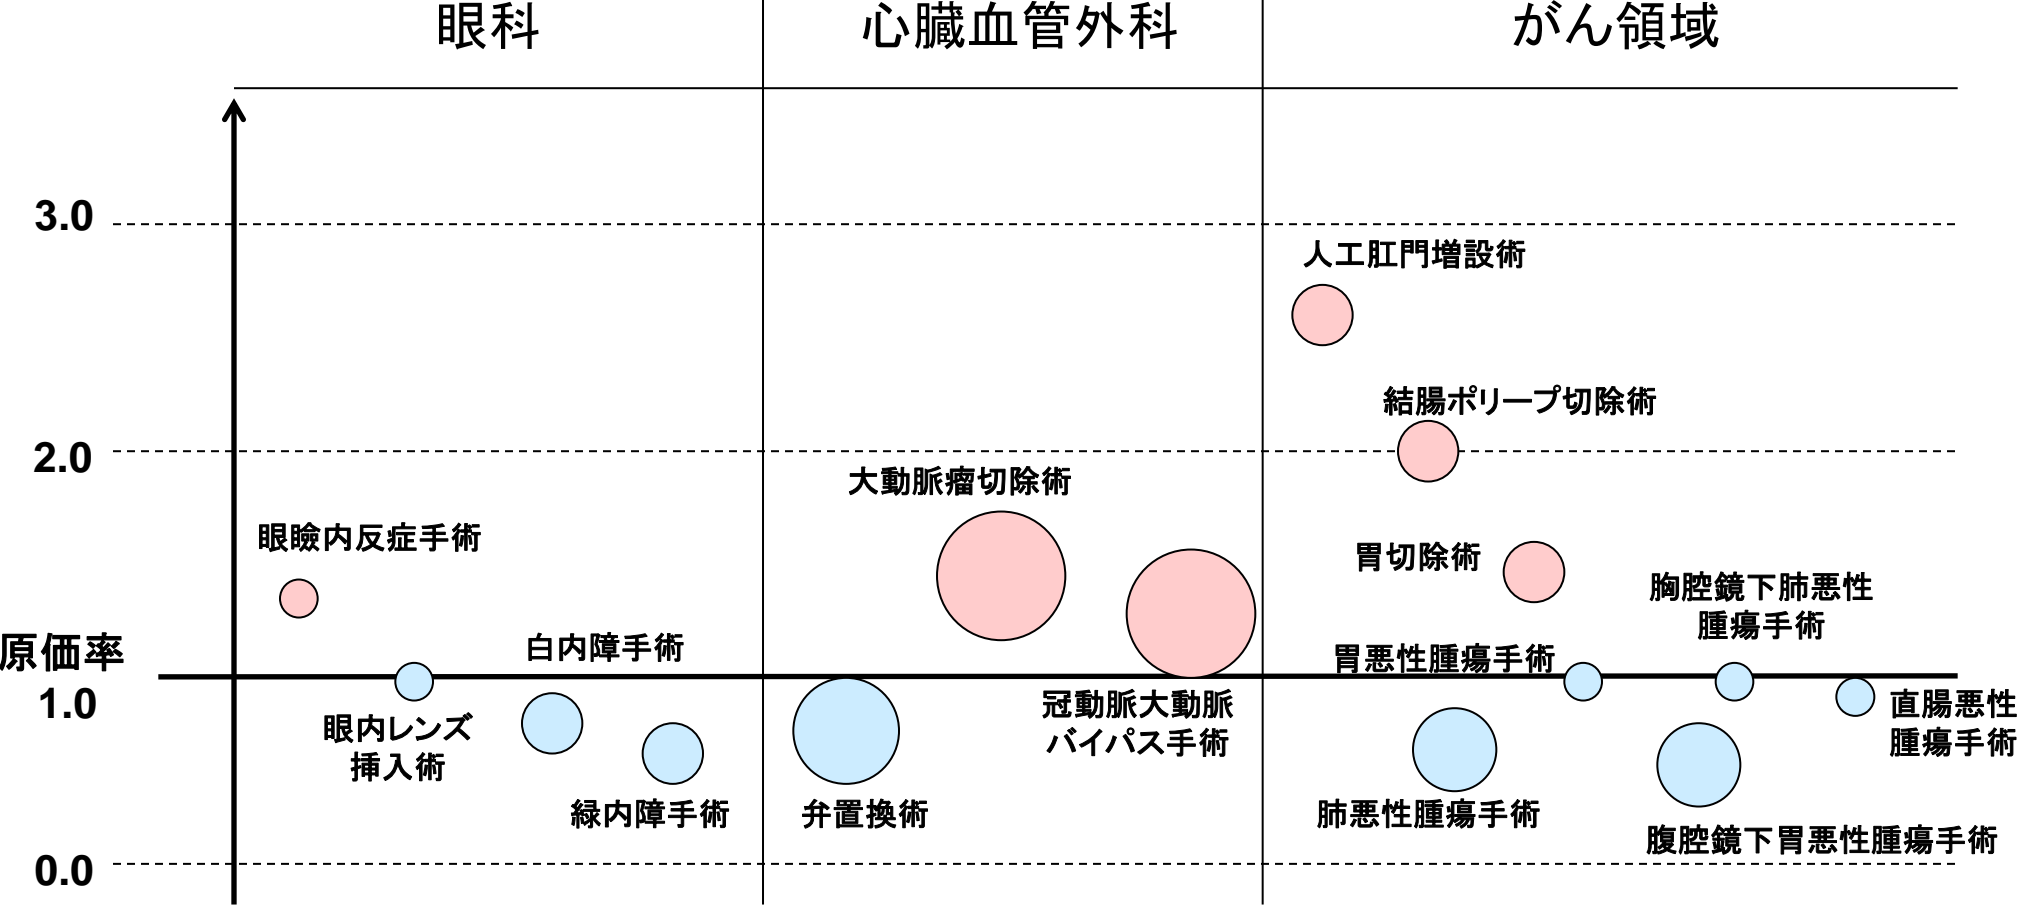 眼科
心臓血管外科
がん領域
3.0
2.0
原価率
1.0
0.0
眼瞼内反症手術
眼内レンズ
挿入術
白内障手術
緑内障手術
大動脈瘤切除術
冠動脈大動脈
バイパス手術
弁置換術
人工肛門増設術
結腸ポリープ切除術
胃切除術
胸腔鏡下肺悪性
腫瘍手術
胃悪性腫瘍手術
直腸悪性
腫瘍手術
肺悪性腫瘍手術
腹腔鏡下胃悪性腫瘍手術